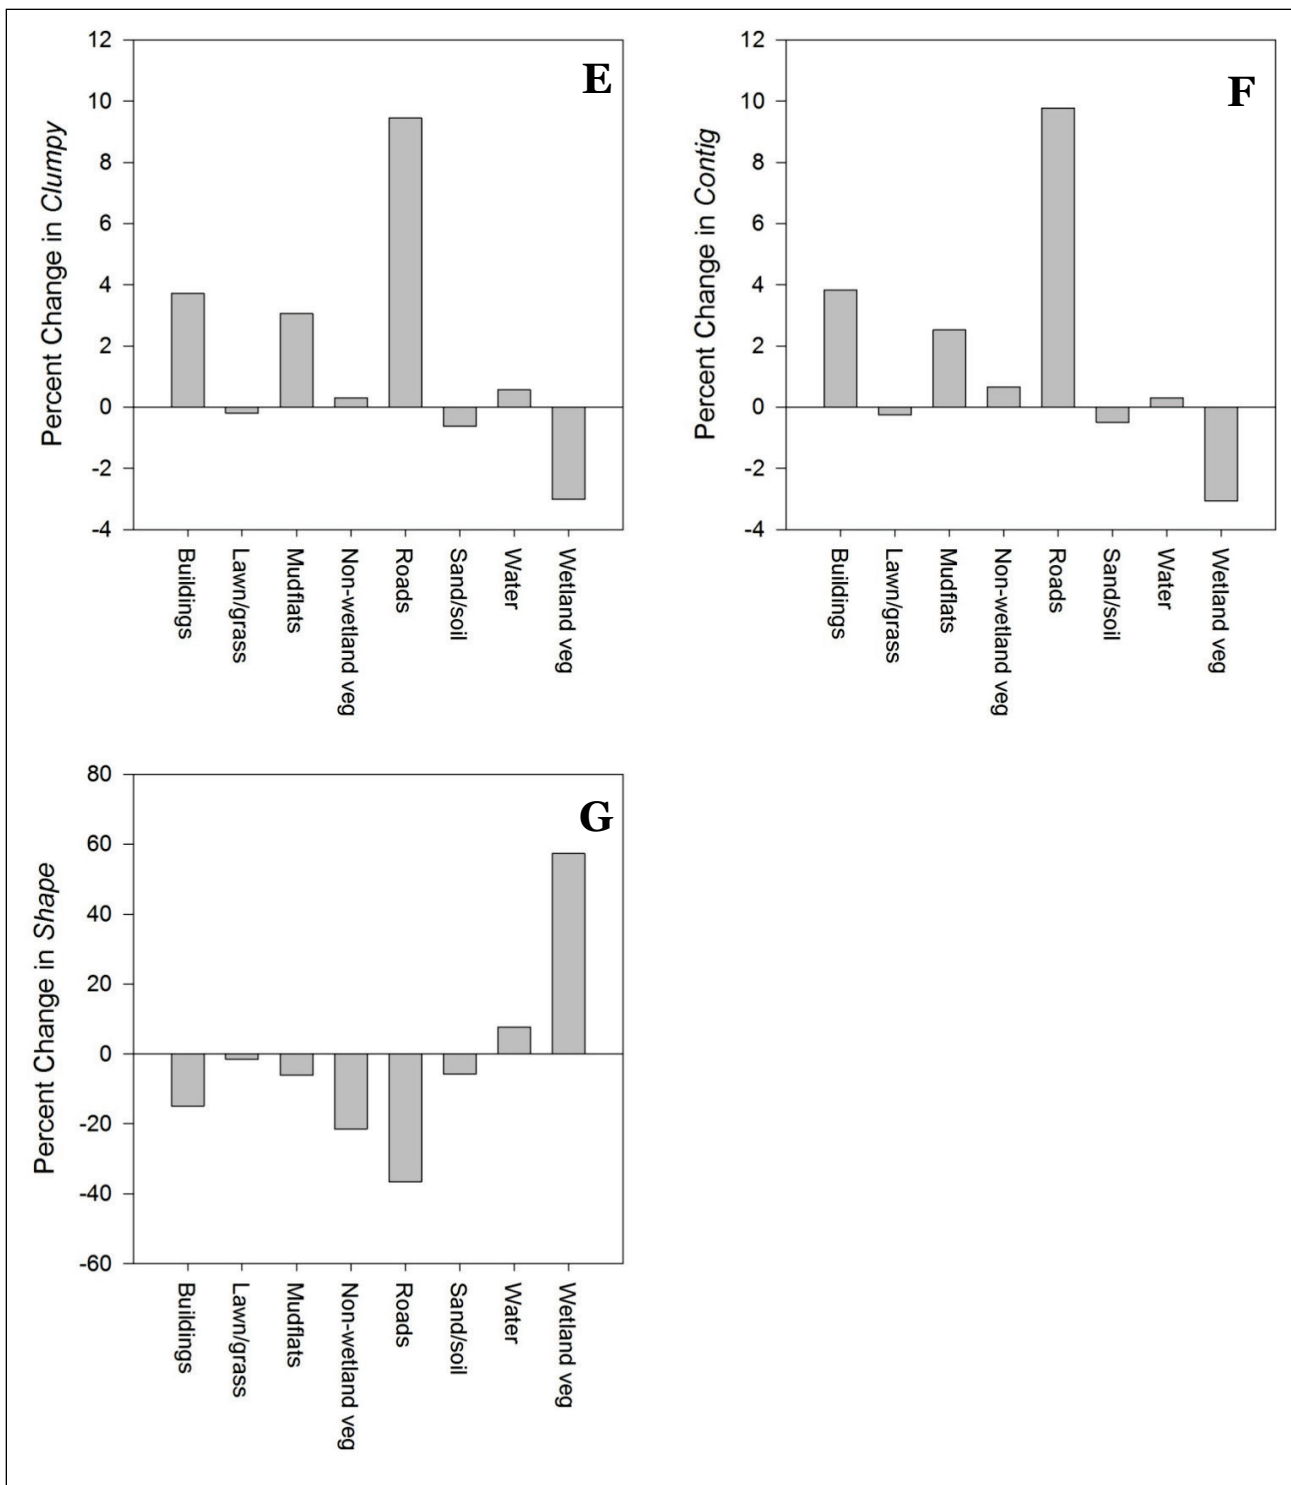 E
12
10
8
6
4
2
0
-2
-4
Percent Change in Clumpy
Buildings
Lawn/grass
Mudflats
Non-wetland veg
Roads
Sand/soil
Water
Wetland veg
F
12
10
8
6
4
2
0
-2
-4
Percent Change in Contig
Buildings
Lawn/grass
Mudflats
Non-wetland veg
Roads
Sand/soil
Water
Wetland veg
G
80
60
40
20
0
-20
-40
-60
Percent Change in Shape
Buildings
Lawn/grass
Mudflats
Non-wetland veg
Roads
Sand/soil
Water
Wetland veg